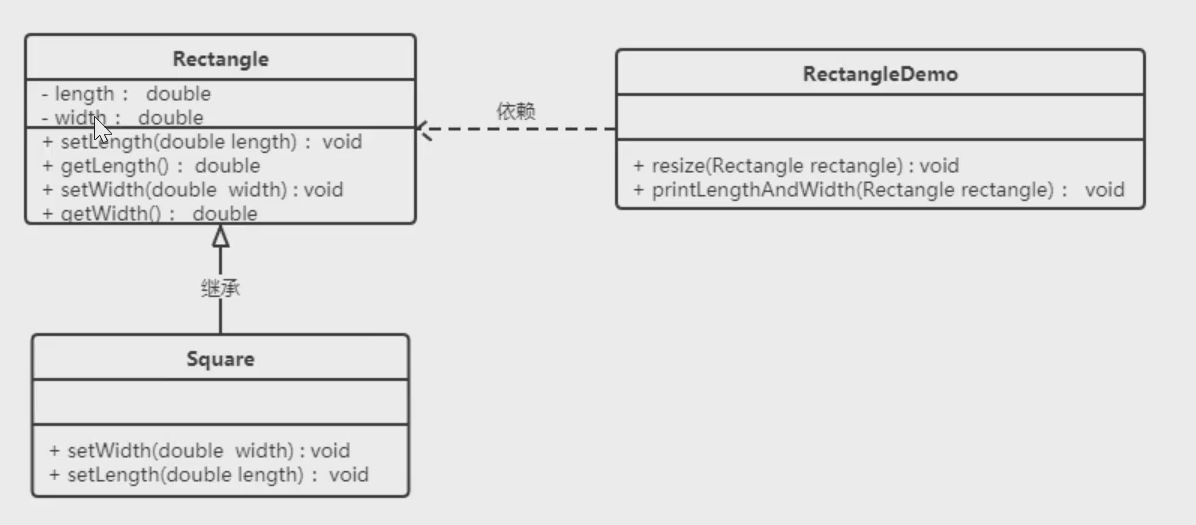 Rectangle
- length： double
- width： double
+ setLength(double length)： void
+ getLength()： double
+ setWidth(double width) : void
+ getWidth()： double
依赖
RectangleDemo
+ resize(Rectangle rectangle) : void
+ printLengthAndWidth(Rectangle rectangle)： void
继承
Square
+ setWidth(double width) : void
+ setLength(double length)： void